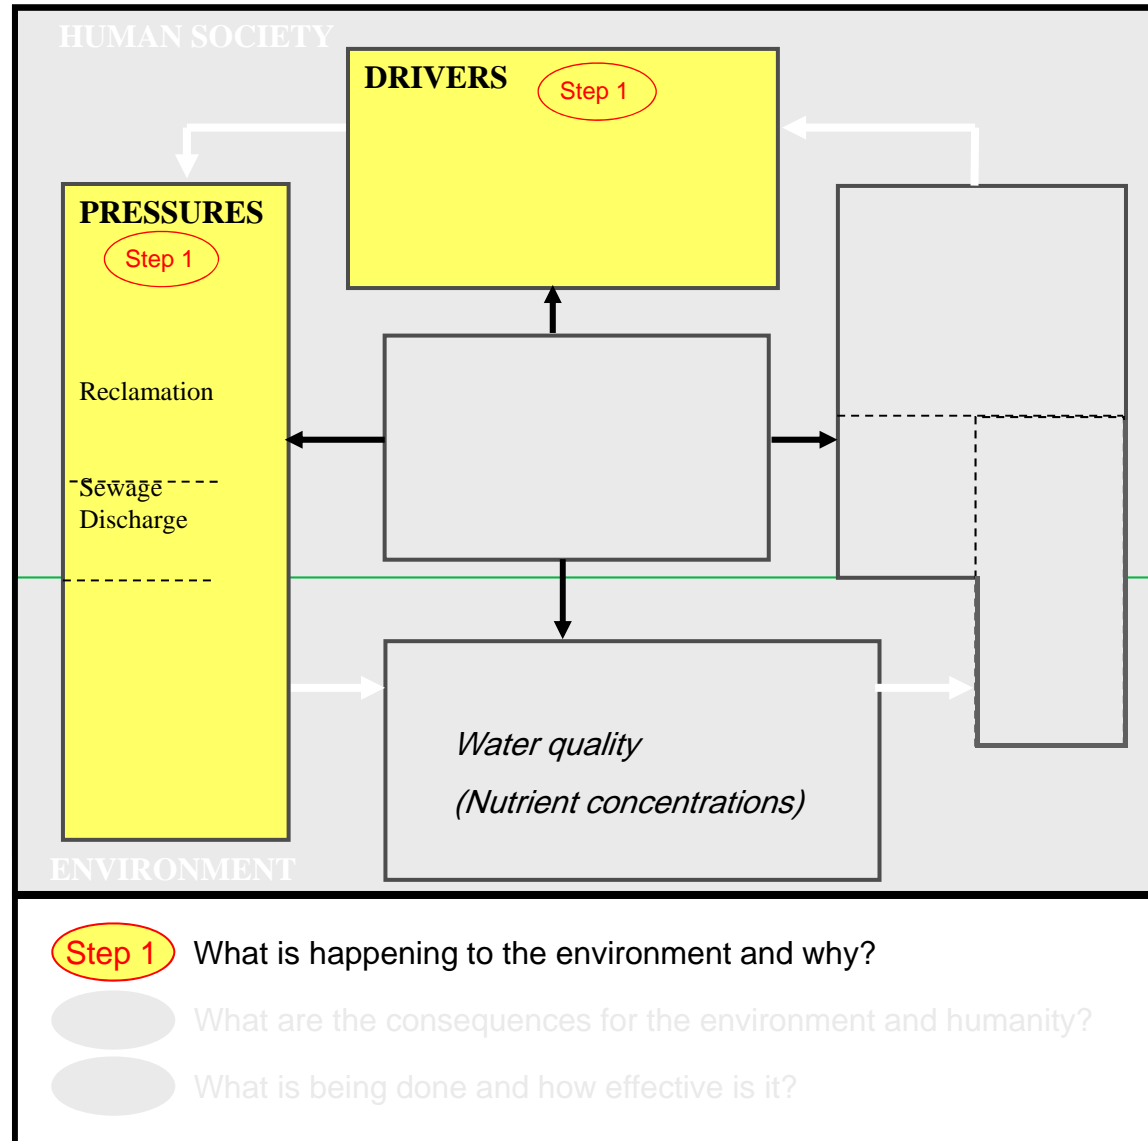 HUMAN SOCIETY
DRIVERS
Step 1
PRESSURES
Step 1
Reclamation
Sewage
Discharge
Water quality
(Nutrient concentrations)
ENVIRONMENT
Step 1 What is happening to the environment and why?
What are the consequences for the environment and humanity?
What is being done and how effective is it?